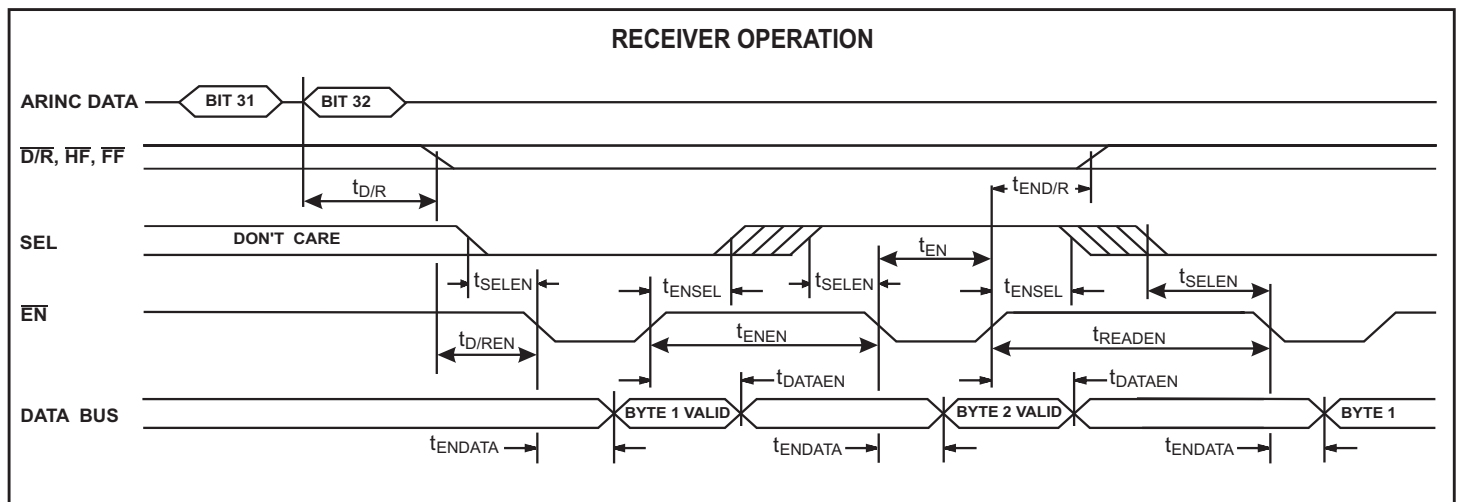 RECEIVER OPERATION
ARINC DATA
BIT 31
BIT 32
D/R, HF, FF
tD/R
tEND/R
SEL
DON'T CARE
tEN
tSELEN
tENSEL
tSELEN
tENSEL
tSELEN
EN
tD/REN
tENEN
tREADEN
tDATAEN
tDATAEN
DATA BUS
BYTE 1 VALID
BYTE 2 VALID
BYTE 1
tENDATA
tENDATA
tENDATA